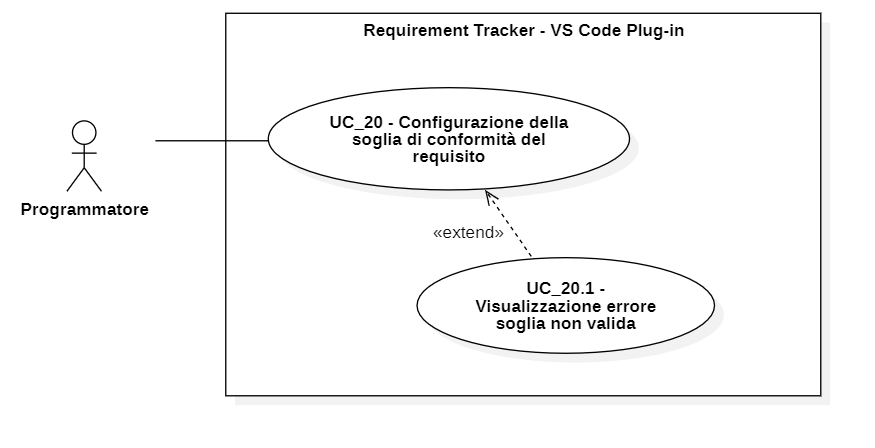 Requirement Tracker - VS Code Plug-in
UC_20 - Configurazione della
soglia di conformità del
requisito
Programmatore
«extend»
UC_20.1 -
Visualizzazione errore
soglia non valida